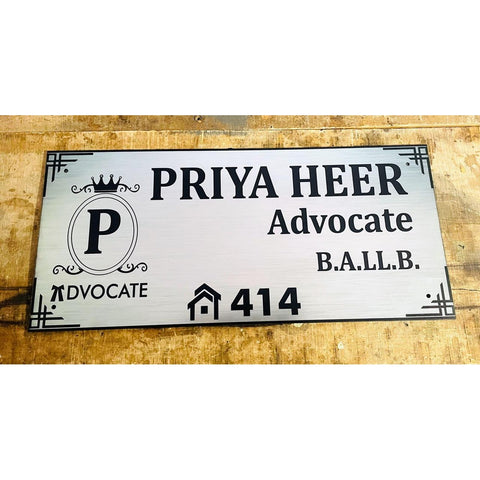 PRIYA HEER
Advocate
B.A.LL.B.
P
ADVOCATE
414